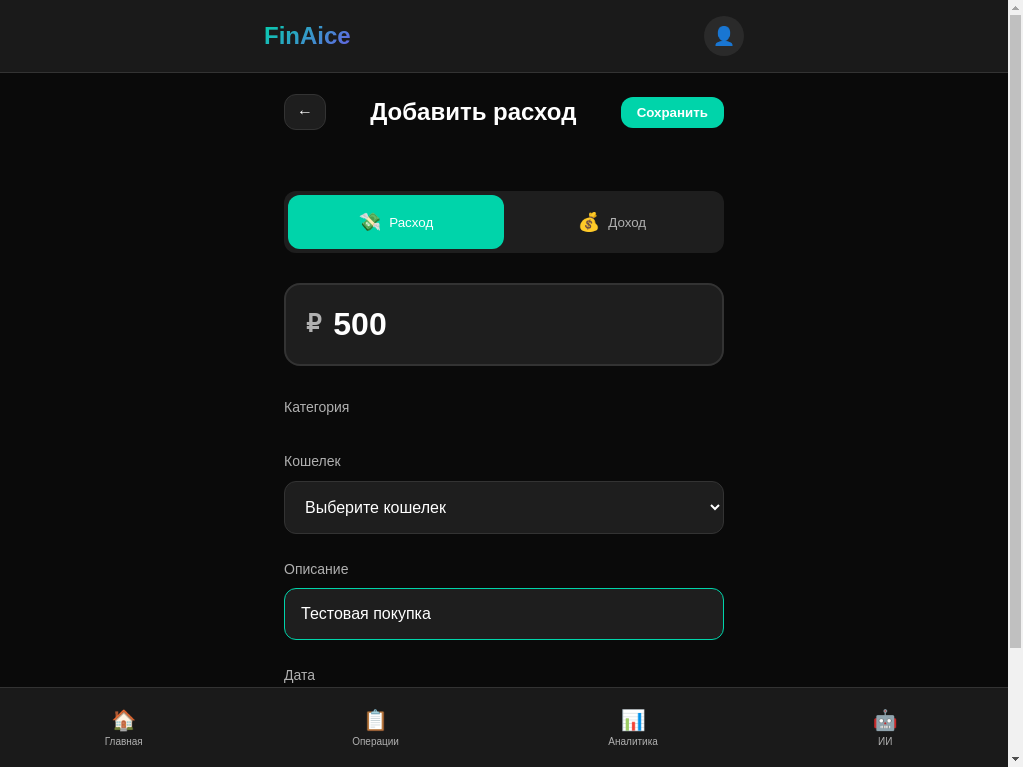 FinAice
←
Добавить расход
Сохранить
Расход
Доход
₽ 500
Категория
Кошелек
Выберите кошелек
Описание
Тестовая покупка
Дата
Главная
Операции
Аналитика
ИИ